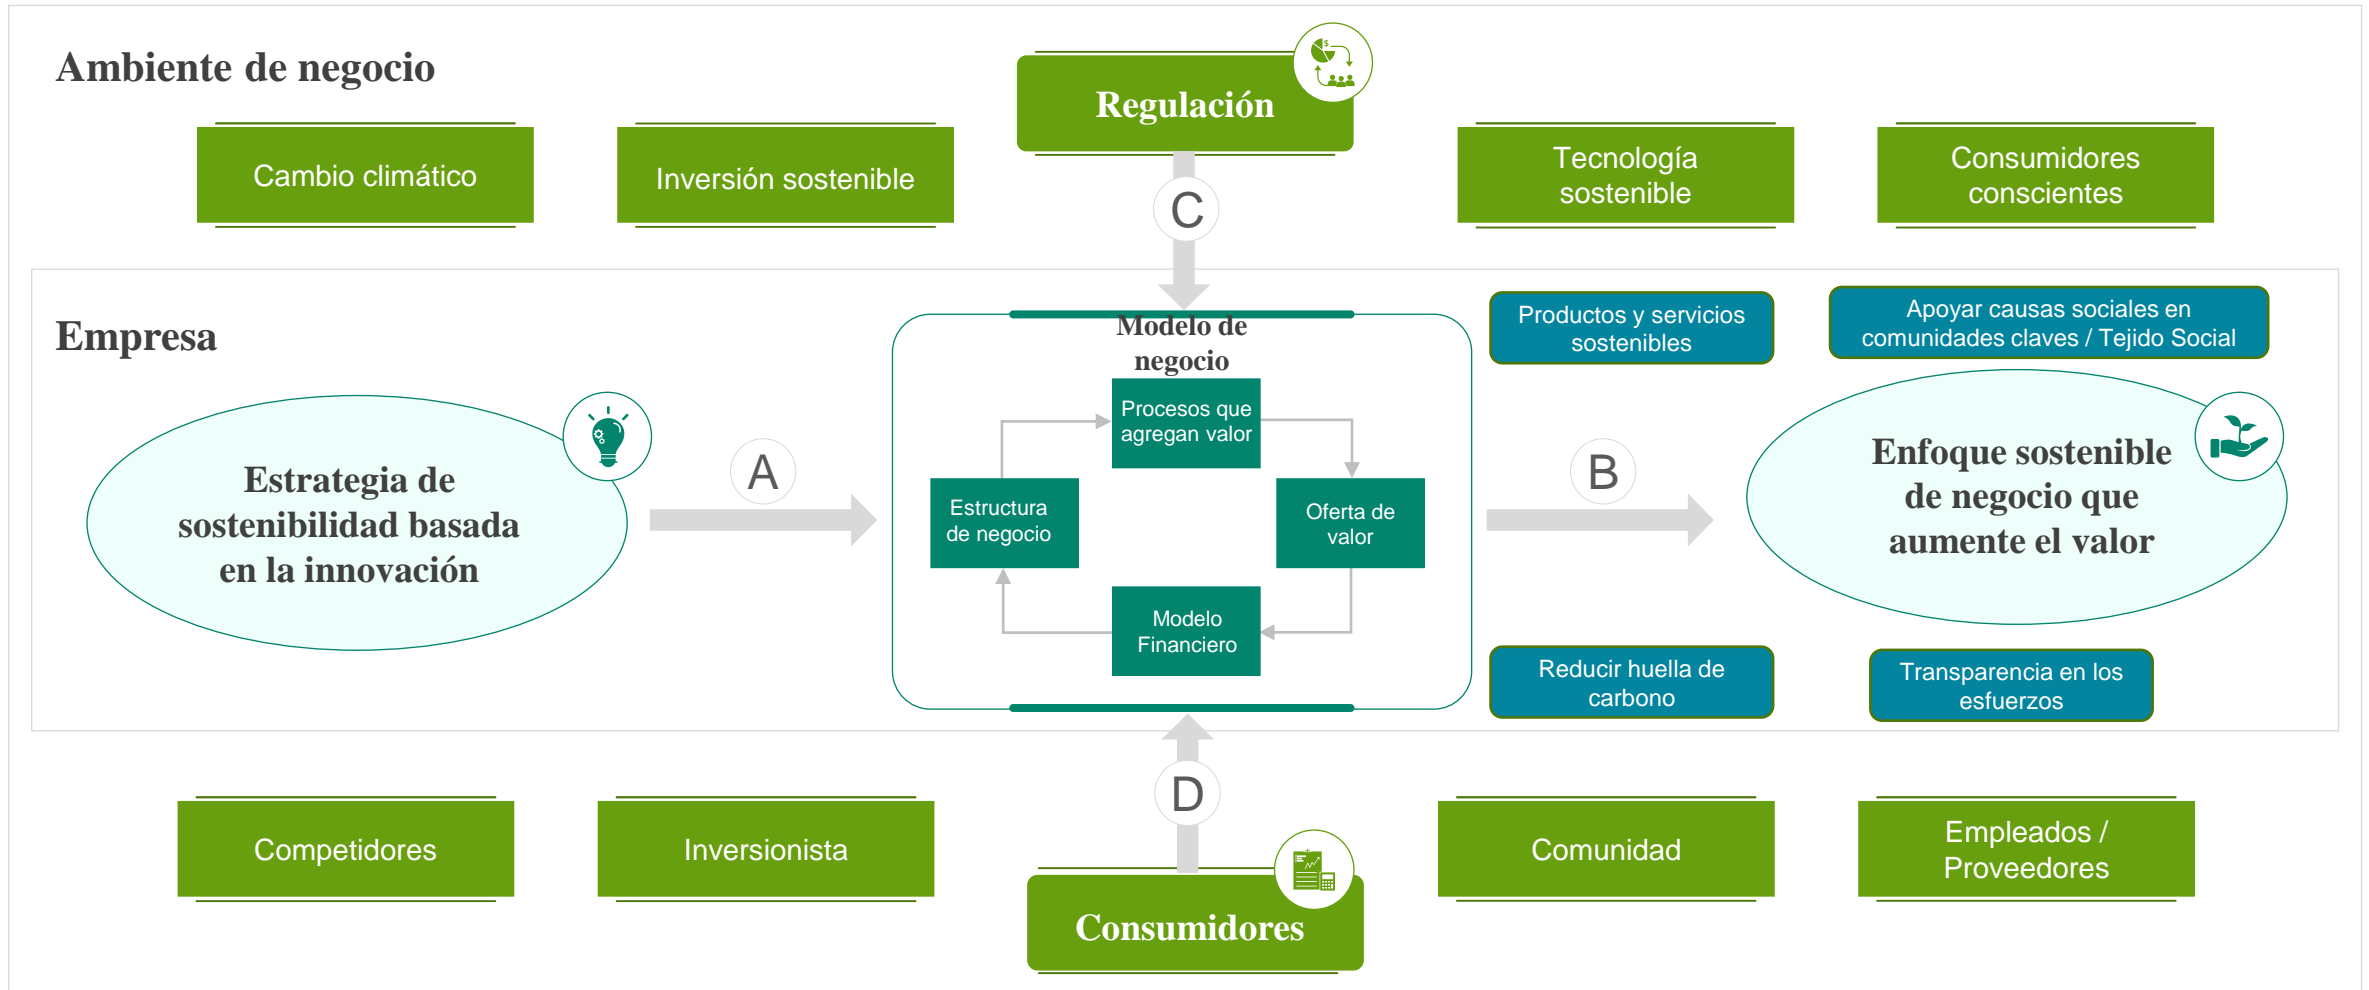 Ambiente de negocio
Regulación
$
Cambio climático
Inversión sostenible
Tecnología
sostenible
Consumidores
conscientes
C
Empresa
Modelo de
negocio
Productos y servicios
sostenibles
Apoyar causas sociales en
comunidades claves / Tejido Social
Estrategia de
sostenibilidad basada
en la innovación
A
Procesos que
agregan valor
Estructura
de negocio
Oferta de
valor
Modelo
Financiero
B
Enfoque sostenible
de negocio que
aumente el valor
Reducir huella de
carbono
Transparencia en los
esfuerzos
D
Competidores
Inversionista
Comunidad
Empleados /
Proveedores
Consumidores